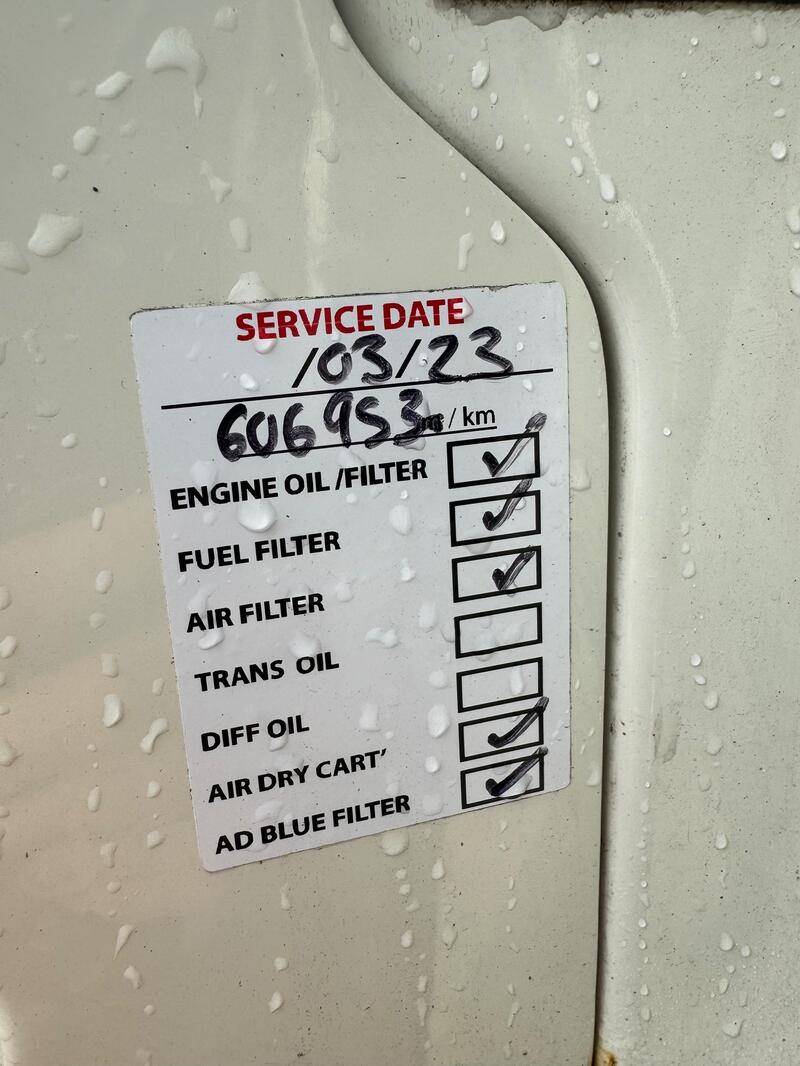 SERVICE DATE
/03/23
606953 / km
ENGINE OIL /FILTER ✓
FUEL FILTER ✓
AIR FILTER ✓
TRANS OIL
DIFF OIL
AIR DRY CART' ✓
AD BLUE FILTER ✓